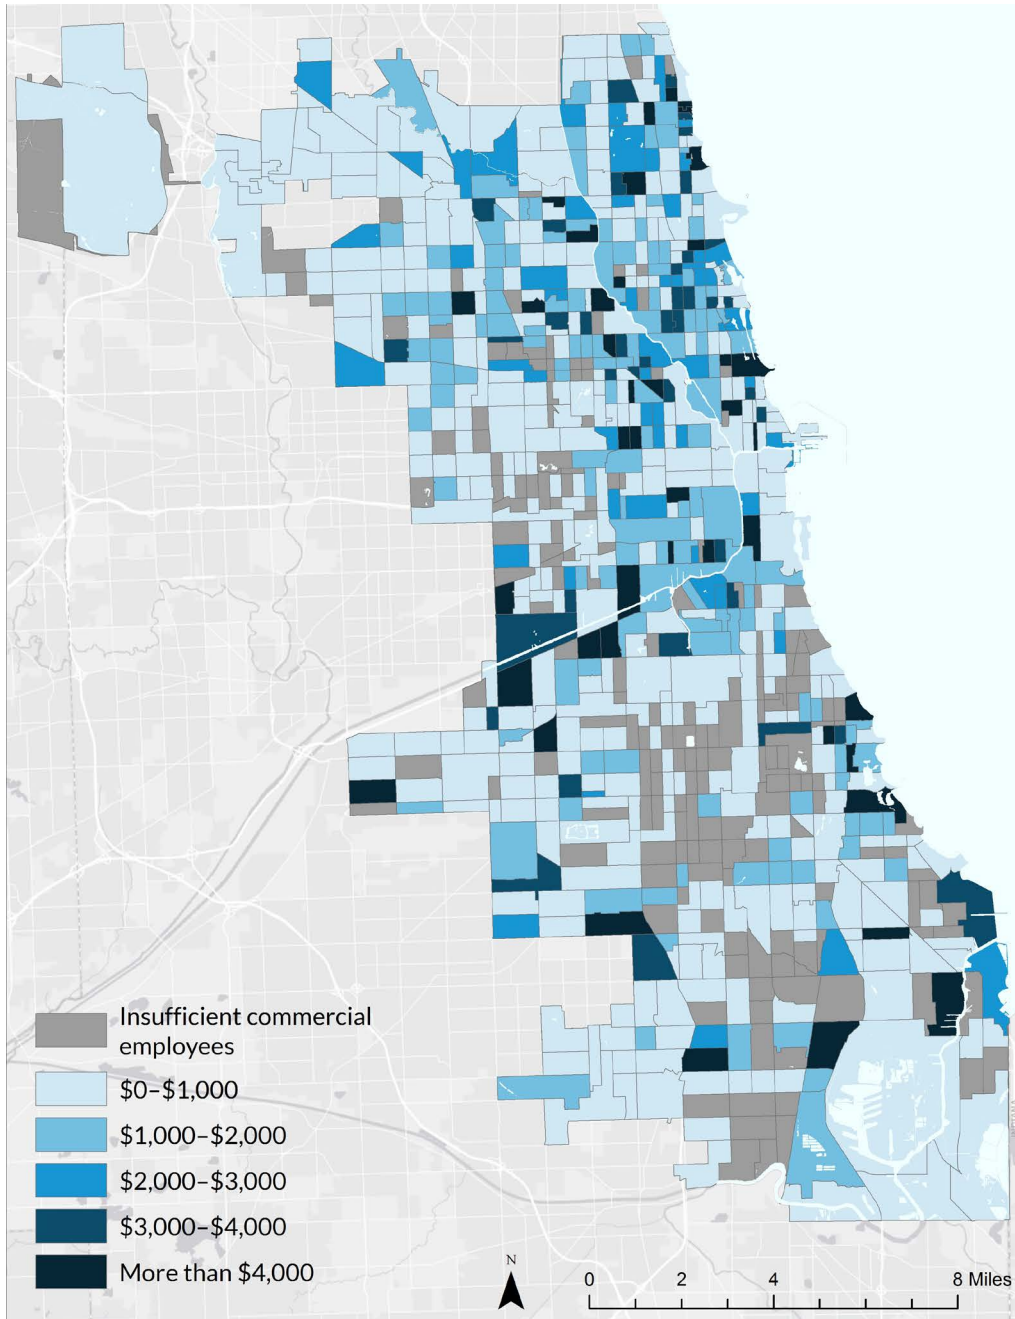 Insufficient commercial
employees
$0–$1,000
$1,000–$2,000
$2,000–$3,000
$3,000–$4,000
More than $4,000
N
0 2 4 8 Miles
INDIANA